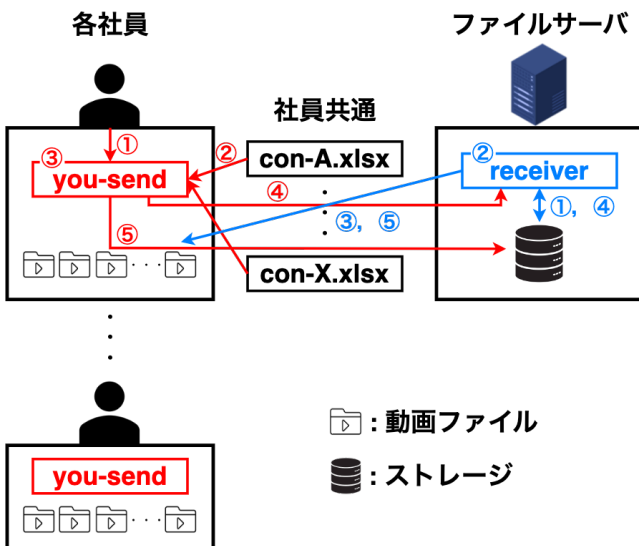 各社員
ファイルサーバ
社員共通
①
③
you-send
②
con-A.xlsx
②
receiver
④
③, ⑤
①, ④
⑤
con-X.xlsx
: 動画ファイル
you-send
: ストレージ